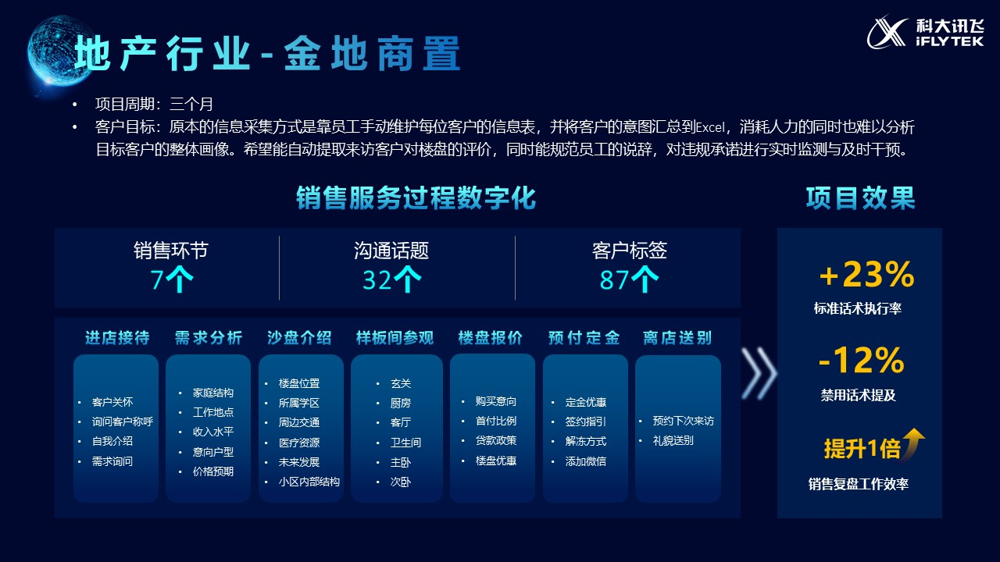 地产行业-金地商置
科大讯飞
iFLYTEK
• 项目周期：三个月
• 客户目标：原本的信息采集方式是靠员工手动维护每位客户的信息表，并将客户的意图汇总到Excel，消耗人力的同时也难以分析
目标客户的整体画像。希望能自动提取来访客户对楼盘的评价，同时能规范员工的说辞，对违规承诺进行实时监测与及时干预。
销售服务过程数字化
销售环节
7个
沟通话题
32个
客户标签
87个
进店接待
• 客户关怀
• 询问客户称呼
• 自我介绍
• 需求询问
需求分析
• 家庭结构
• 工作地点
• 收入水平
• 意向户型
• 价格预期
沙盘介绍
• 楼盘位置
• 所属学区
• 周边交通
• 医疗资源
• 未来发展
• 小区内部结构
样板间参观
• 玄关
• 厨房
• 客厅
• 卫生间
• 主卧
• 次卧
楼盘报价
• 购买意向
• 首付比例
• 贷款政策
• 楼盘优惠
预付定金
• 定金优惠
• 签约指引
• 解冻方式
• 添加微信
离店送别
• 预约下次来访
• 礼貌送别
项目效果
+23%
标准话术执行率
-12%
禁用话术提及
提升1倍
销售复盘工作效率